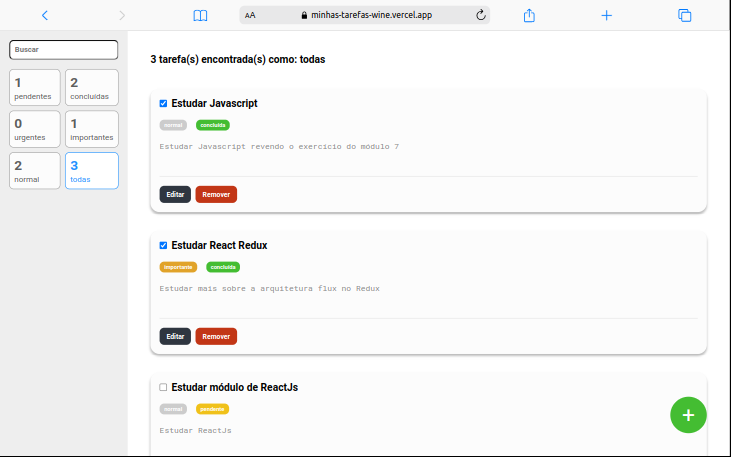 AA
minhas-tarefas-wine.vercel.app
Buscar
1
pendentes
2
concluídas
0
urgentes
1
importantes
2
normal
3
todas
3 tarefa(s) encontrada(s) como: todas
Estudar Javascript
normal
concluída
Estudar Javascript revendo o exercício do módulo 7
Editar
Remover
Estudar React Redux
importante
concluída
Estudar mais sobre a arquitetura flux no Redux
Editar
Remover
Estudar módulo de ReactJs
normal
pendente
Estudar ReactJs
+